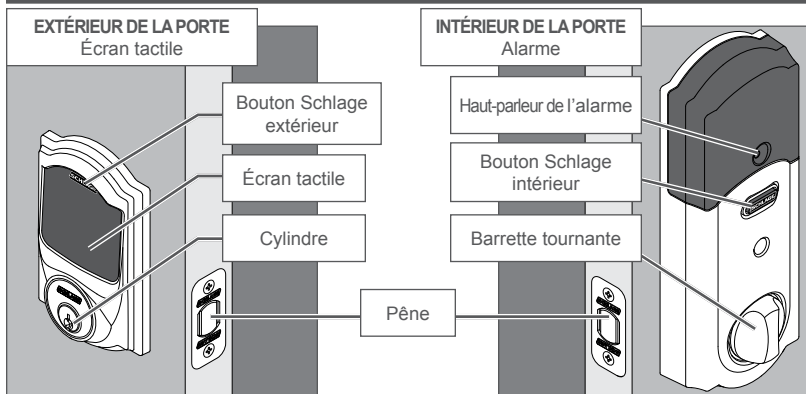 EXTÉRIEUR DE LA PORTE
Écran tactile
Bouton Schlage
extérieur
Écran tactile
Cylindre
Pêne
INTÉRIEUR DE LA PORTE
Alarme
Haut-parleur de l'alarme
Bouton Schlage
intérieur
Barrette tournante